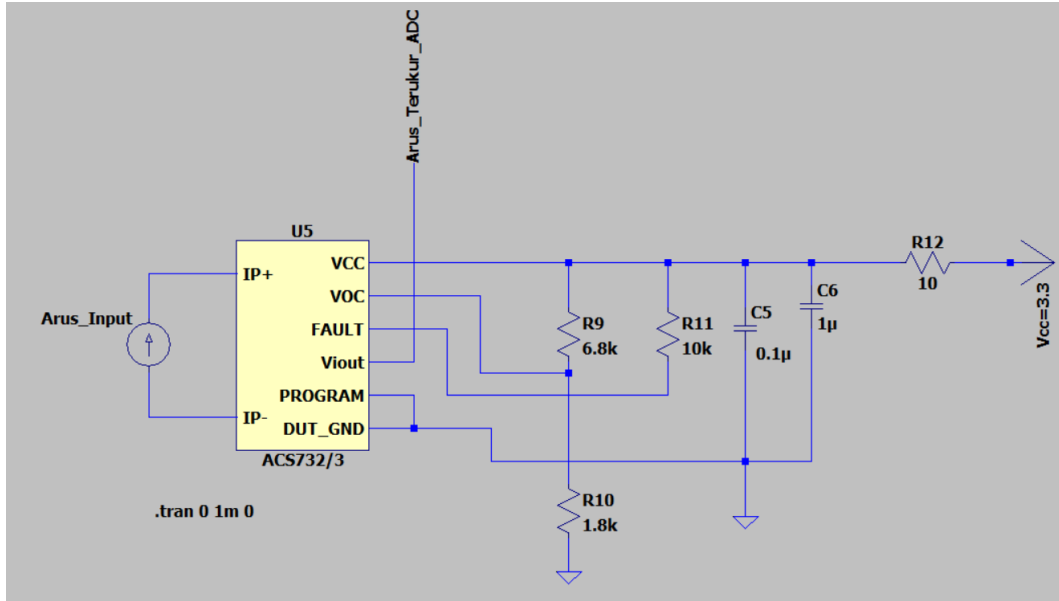 Arus_Terukur_ADC
U5
IP+
IP-
VCC
VOC
FAULT
Viout
PROGRAM
DUT_GND
ACS732/3
Arus_Input
.tran 0 1m 0
R9
6.8k
R11
10k
C5
0.1µ
C6
1µ
R12
10
Vcc=3.3
R10
1.8k